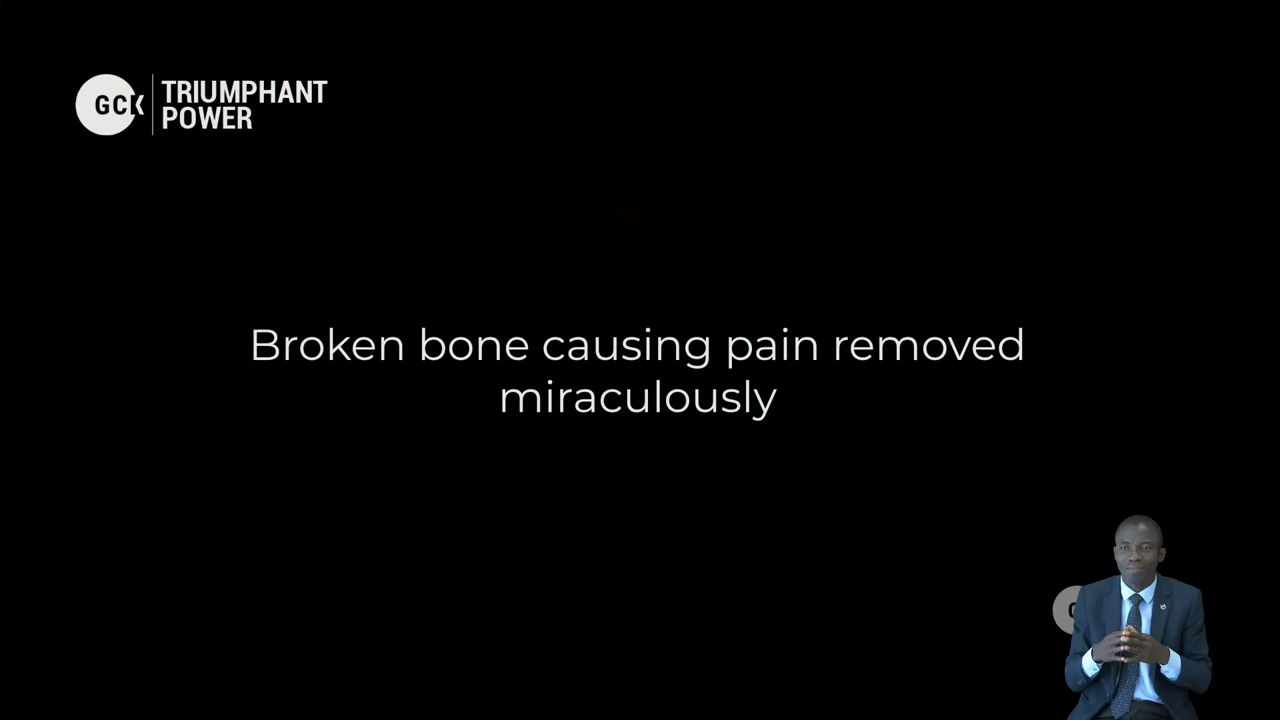 GCK
TRIUMPHANT
POWER
Broken bone causing pain removed
miraculously